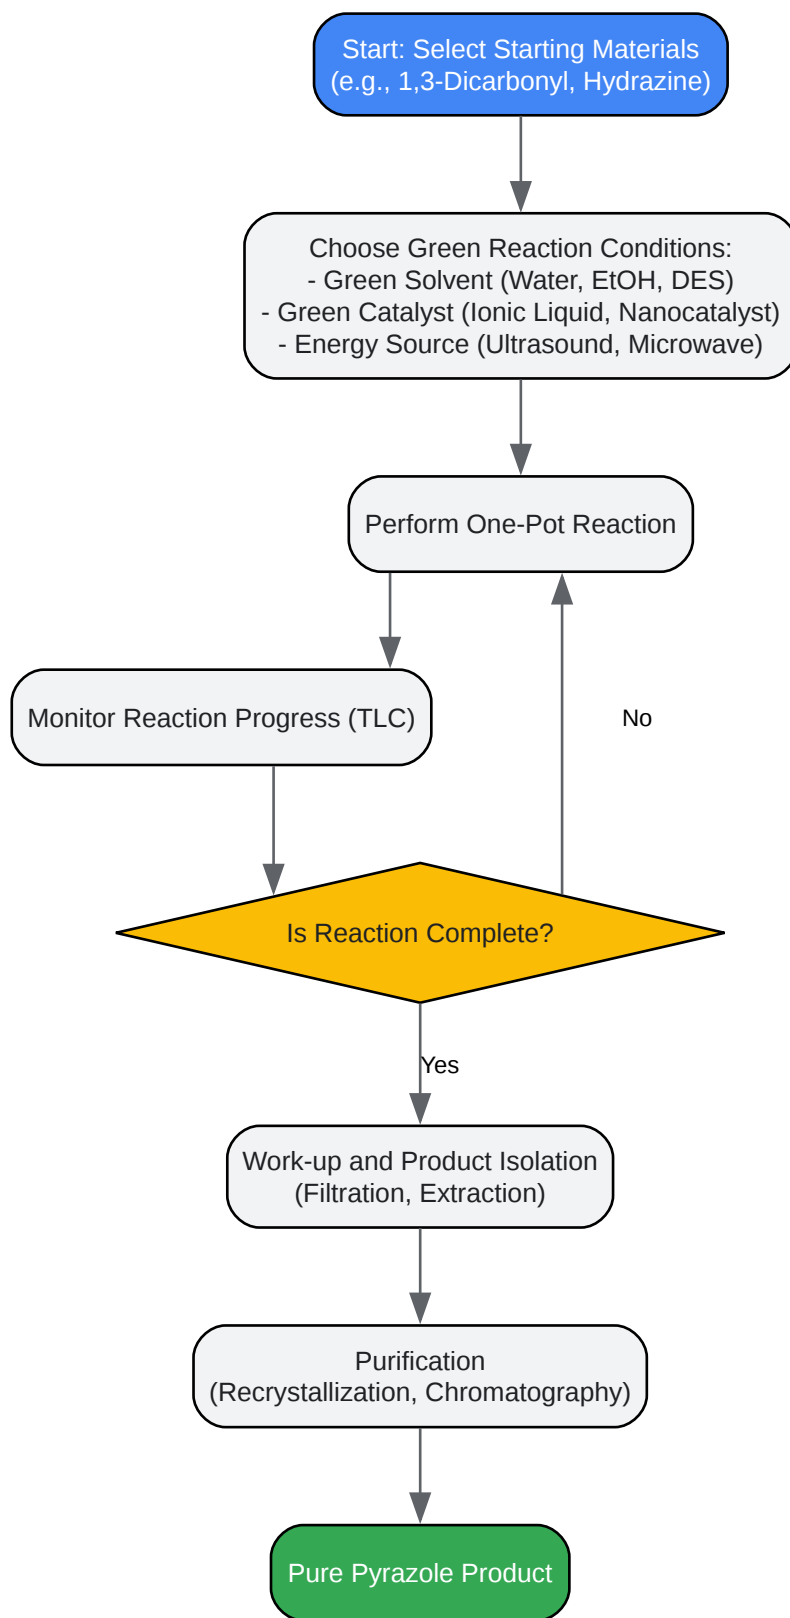 Start: Select Starting Materials
(e.g., 1,3-Dicarbonyl, Hydrazine)
Choose Green Reaction Conditions:
- Green Solvent (Water, EtOH, DES)
- Green Catalyst (Ionic Liquid, Nanocatalyst)
- Energy Source (Ultrasound, Microwave)
Perform One-Pot Reaction
Monitor Reaction Progress (TLC)
No
Is Reaction Complete?
Yes
Work-up and Product Isolation
(Filtration, Extraction)
Purification
(Recrystallization, Chromatography)
Pure Pyrazole Product